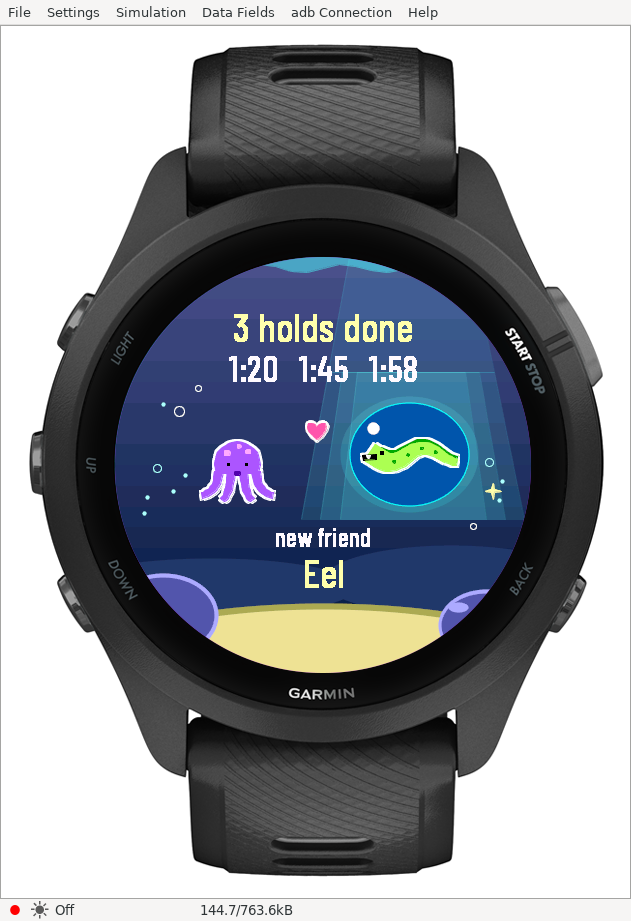 File Settings Simulation Data Fields adb Connection Help
START STOP
LIGHT
3 holds done
1:20 1:45 1:58
UP
new friend
DOWN
Eel
BACK
GARMIN
Off 144.7/763.6kB